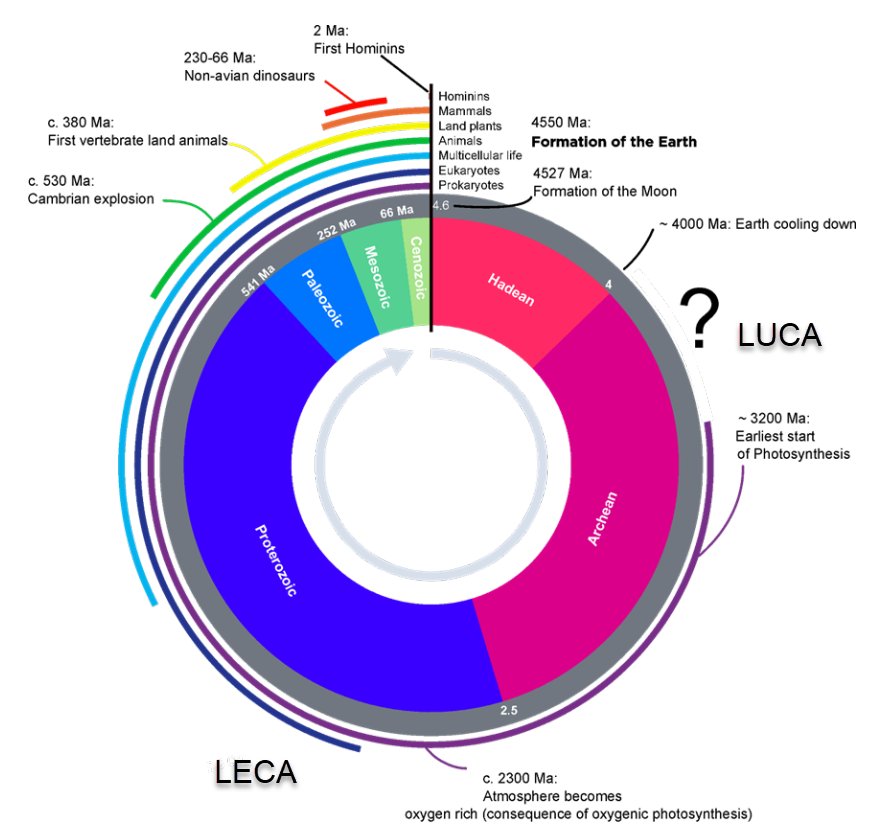 2 Ma:
First Hominins
230-66 Ma:
Non-avian dinosaurs
c. 380 Ma:
First vertebrate land animals
c. 530 Ma:
Cambrian explosion
Hominins
Mammals
Land plants
Animals
Multicellular life
Eukaryotes
Prokaryotes
4550 Ma:
Formation of the Earth
4527 Ma:
Formation of the Moon
4.6
~ 4000 Ma: Earth cooling down
4
?
LUCA
~ 3200 Ma:
Earliest start
of Photosynthesis
541 Ma
252 Ma
66 Ma
Paleozoic
Mesozoic
Cenozoic
Hadean
Archean
Proterozoic
2.5
LECA
c. 2300 Ma:
Atmosphere becomes
oxygen rich (consequence of oxygenic photosynthesis)